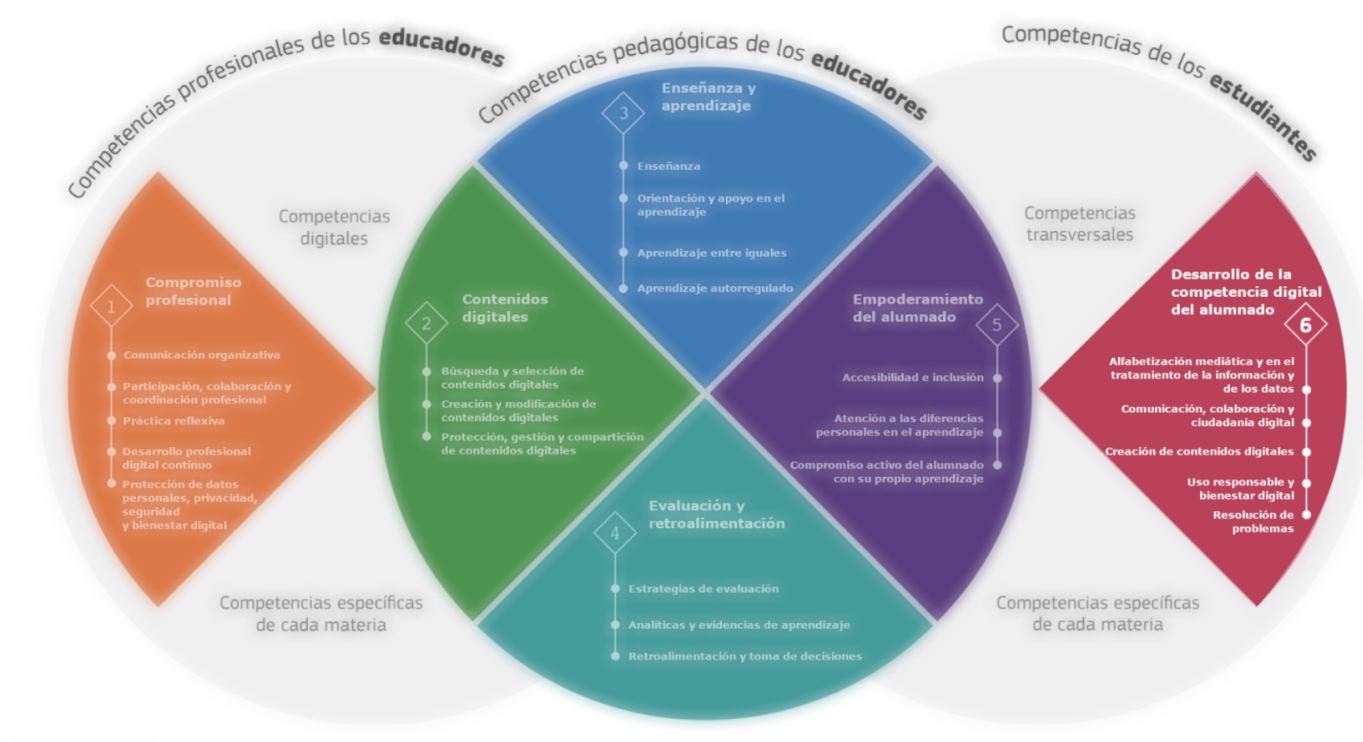 Competencias profesionales de los educadores
Competencias pedagógicas de los educadores
Competencias de los estudiantes
Competencias
digitales
Competencias específicas
de cada materia
1
Compromiso
profesional
Comunicación organizativa
Participación, colaboración y
coordinación profesional
Práctica reflexiva
Desarrollo profesional
digital continuo
Protección de datos
personales, privacidad,
seguridad
y bienestar digital
2
Contenidos
digitales
Búsqueda y selección de
contenidos digitales
Creación y modificación de
contenidos digitales
Protección, gestión y compartición
de contenidos digitales
3
Enseñanza y
aprendizaje
Enseñanza
Orientación y apoyo en el
aprendizaje
Aprendizaje entre iguales
Aprendizaje autorregulado
4
Evaluación y
retroalimentación
Estrategias de evaluación
Analíticas y evidencias de aprendizaje
Retroalimentación y toma de decisiones
Empoderamiento
del alumnado
5
Accesibilidad e inclusión
Atención a las diferencias
personales en el aprendizaje
Compromiso activo del alumnado
con su propio aprendizaje
Competencias
transversales
Competencias específicas
de cada materia
Desarrollo de la
competencia digital
del alumnado
6
Alfabetización mediática y en el
tratamiento de la información y
de los datos
Comunicación, colaboración y
ciudadanía digital
Creación de contenidos digitales
Uso responsable y
bienestar digital
Resolución de
problemas